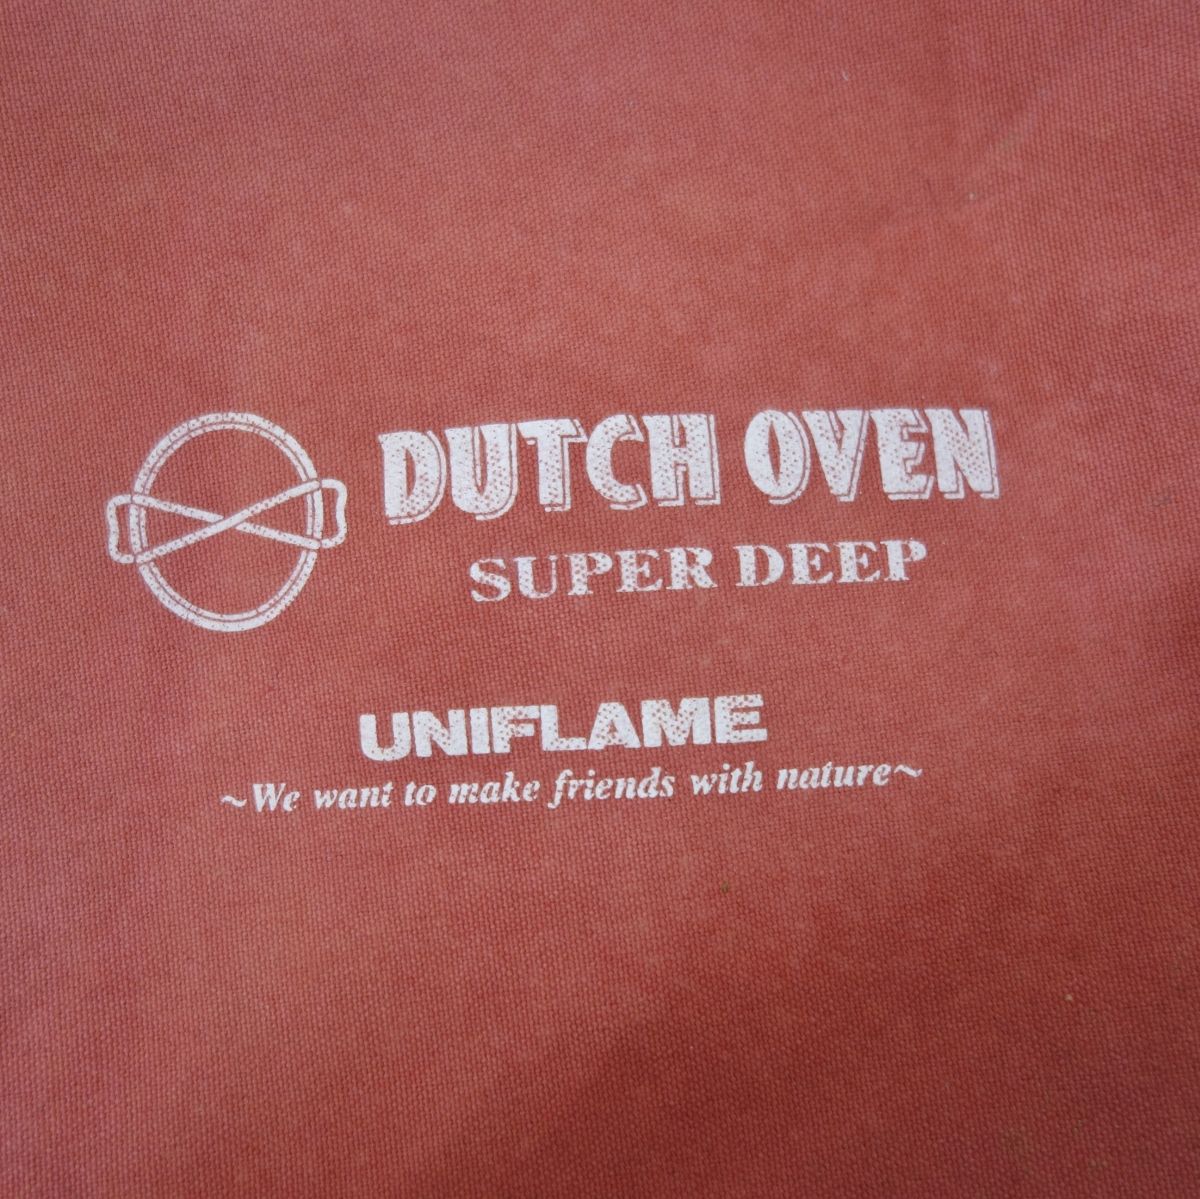 DUTCH OVEN
SUPER DEEP
UNIFLAME
~We want to make friends with nature~